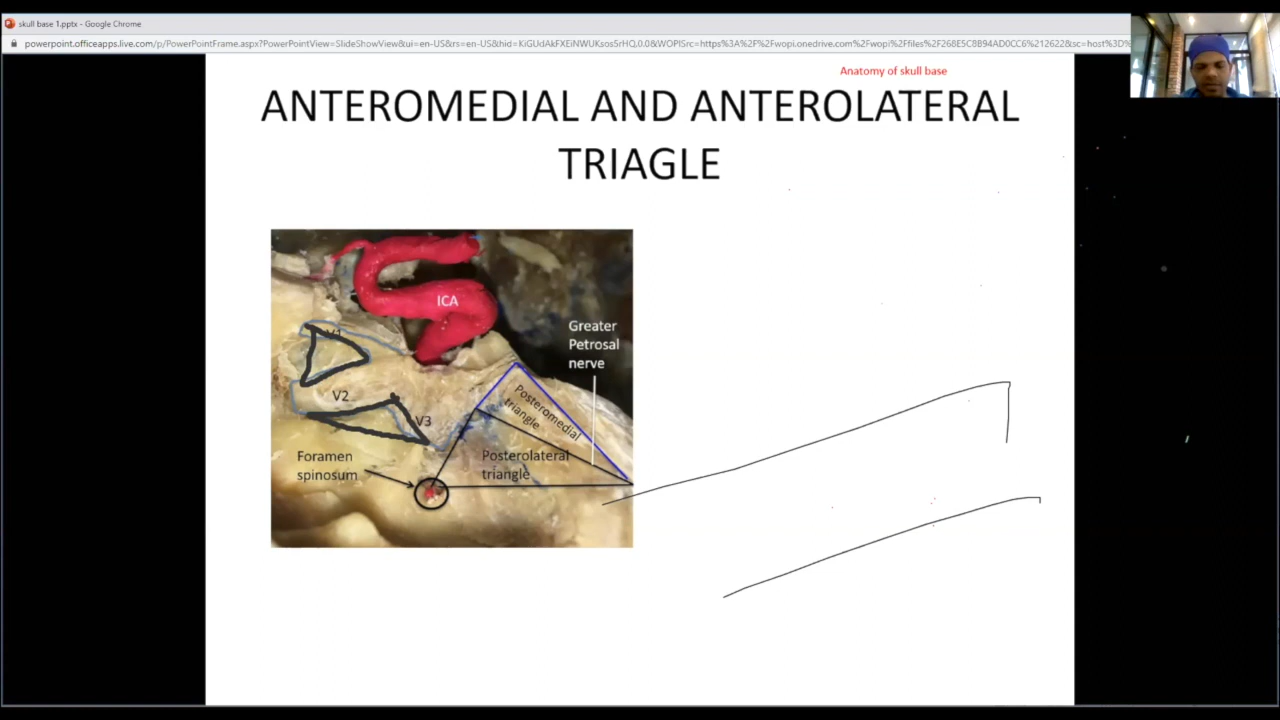 skull base 1.pptx - Google Chrome
Anatomy of skull base
ANTEROMEDIAL AND ANTEROLATERAL
TRIAGLE
ICA
Greater
Petrosal
nerve
V1
V2
V3
Posteromedial
triangle
Posterolateral
triangle
Foramen
spinosum